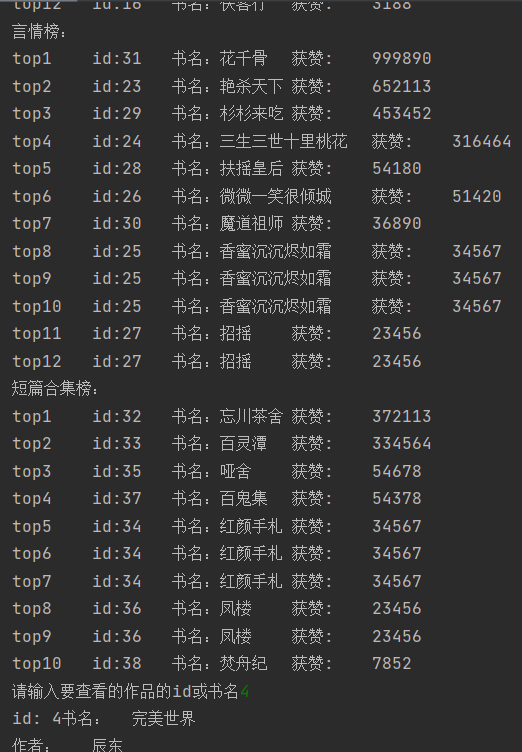 top12 id:16 书名：侠客行 获赞: 3188
言情榜：
top1 id:31 书名：花千骨 获赞: 999890
top2 id:23 书名：艳杀天下 获赞: 652113
top3 id:29 书名：杉杉来吃 获赞: 453452
top4 id:24 书名：三生三世十里桃花 获赞: 316464
top5 id:28 书名：扶摇皇后 获赞: 54180
top6 id:26 书名：微微一笑很倾城 获赞: 51420
top7 id:30 书名：魔道祖师 获赞: 36890
top8 id:25 书名：香蜜沉沉烬如霜 获赞: 34567
top9 id:25 书名：香蜜沉沉烬如霜 获赞: 34567
top10 id:25 书名：香蜜沉沉烬如霜 获赞: 34567
top11 id:27 书名：招摇 获赞: 23456
top12 id:27 书名：招摇 获赞: 23456
短篇合集榜：
top1 id:32 书名：忘川茶舍 获赞: 372113
top2 id:33 书名：百灵潭 获赞: 334564
top3 id:35 书名：哑舍 获赞: 54678
top4 id:37 书名：百鬼集 获赞: 54378
top5 id:34 书名：红颜手札 获赞: 34567
top6 id:34 书名：红颜手札 获赞: 34567
top7 id:34 书名：红颜手札 获赞: 34567
top8 id:36 书名：凤楼 获赞: 23456
top9 id:36 书名：凤楼 获赞: 23456
top10 id:38 书名：焚舟纪 获赞: 7852
请输入要查看的作品的id或书名4
id: 4书名： 完美世界
作者： 辰东